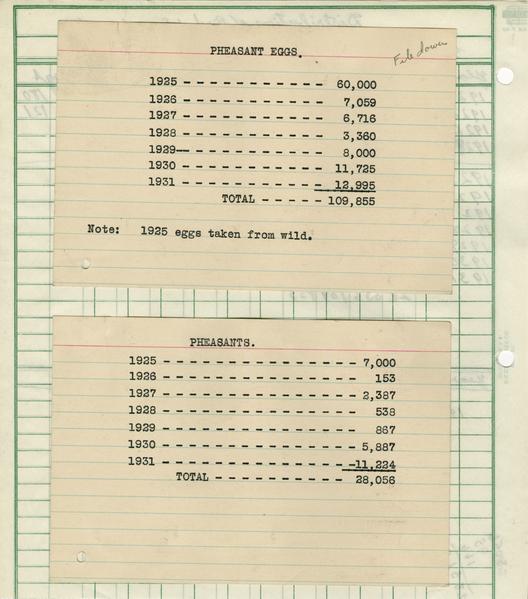 PHEASANT EGGS.
File down
1925 - - - - - - - - - - - 60,000
1926 - - - - - - - - - - - 7,059
1927 - - - - - - - - - - - 6,716
1928 - - - - - - - - - - - 3,360
1929 - - - - - - - - - - - 8,000
1930 - - - - - - - - - - - 11,725
1931 - - - - - - - - - - - 12,995
TOTAL - - - - - 109,855
Note: 1925 eggs taken from wild.
PHEASANTS.
1925 - - - - - - - - - - - - - - - 7,000
1926 - - - - - - - - - - - - - - - 153
1927 - - - - - - - - - - - - - - - 2,387
1928 - - - - - - - - - - - - - - - 538
1929 - - - - - - - - - - - - - - - 867
1930 - - - - - - - - - - - - - - - 5,887
1931 - - - - - - - - - - - - - - - 11,224
TOTAL - - - - - - - - - - 28,056